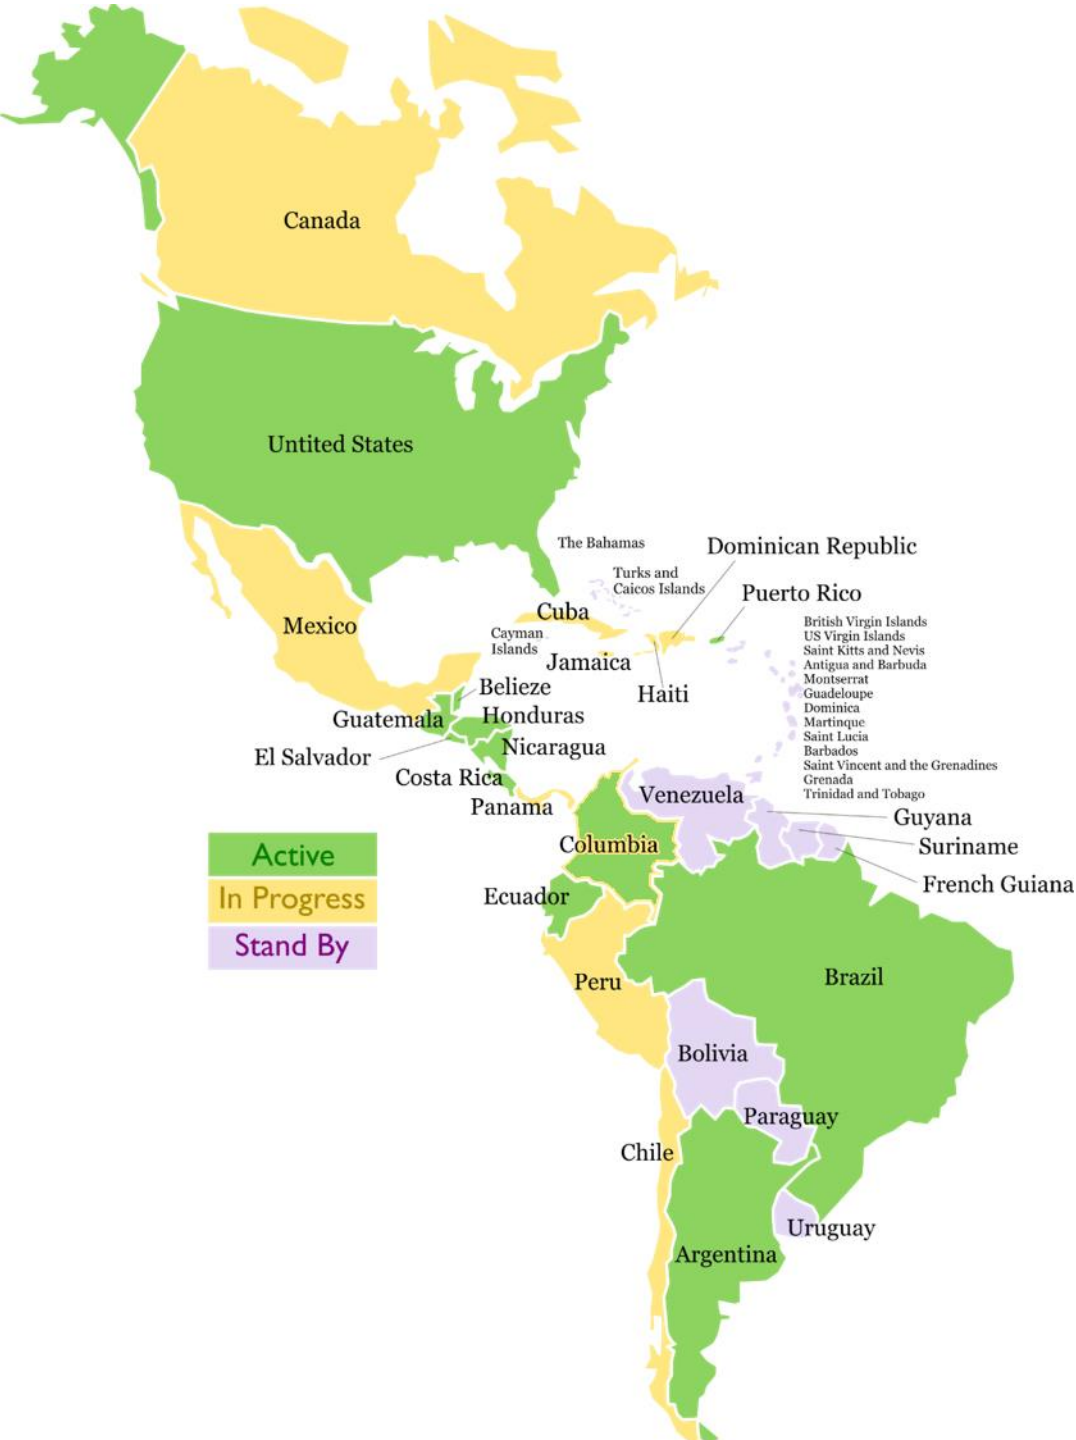 Canada
Untited States
The Bahamas
Dominican Republic
Turks and
Caicos Islands
Puerto Rico
Cuba
Mexico
Cayman
Islands
Jamaica
British Virgin Islands
US Virgin Islands
Saint Kitts and Nevis
Antigua and Barbuda
Montserrat
Guadeloupe
Dominica
Martinque
Saint Lucia
Barbados
Saint Vincent and the Grenadines
Grenada
Trinidad and Tobago
Belieze
Haiti
Guatemala
Honduras
El Salvador
Nicaragua
Costa Rica
Panama
Venezuela
Guyana
Columbia
Suriname
French Guiana
Ecuador
Active
In Progress
Stand By
Peru
Brazil
Bolivia
Paraguay
Chile
Uruguay
Argentina